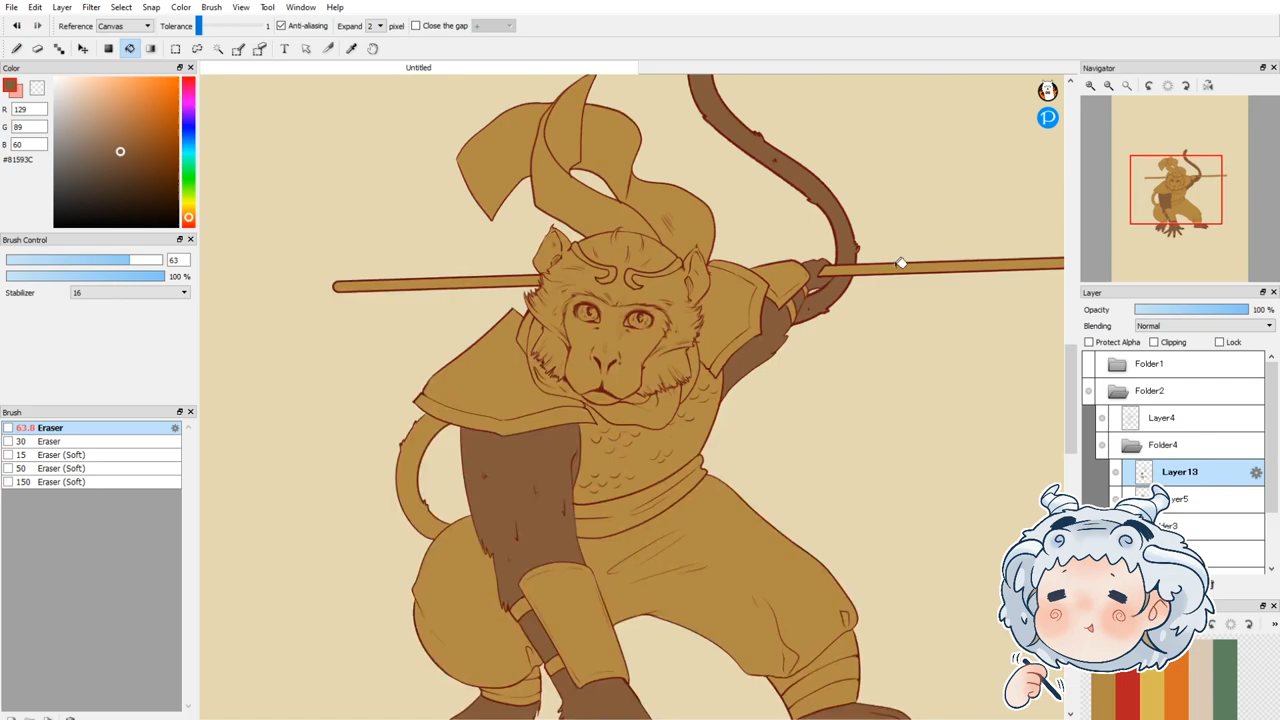 File Edit Layer Filter Select Snap Color Brush View Tool Window Help
Reference Canvas Tolerance 1 Anti-aliasing Expand 2 pixel Close the gap
Color
Untitled
Navigator
R 129
G 89
B 60
#81593C
Brush Control
63
100 %
Stabilizer 16
Layer
Opacity 100 %
Blending Normal
Protect Alpha Clipping Lock
Folder1
Folder2
Layer4
Folder4
Layer13
yer5
Brush
63.8 Eraser
30 Eraser
15 Eraser (Soft)
50 Eraser (Soft)
150 Eraser (Soft)